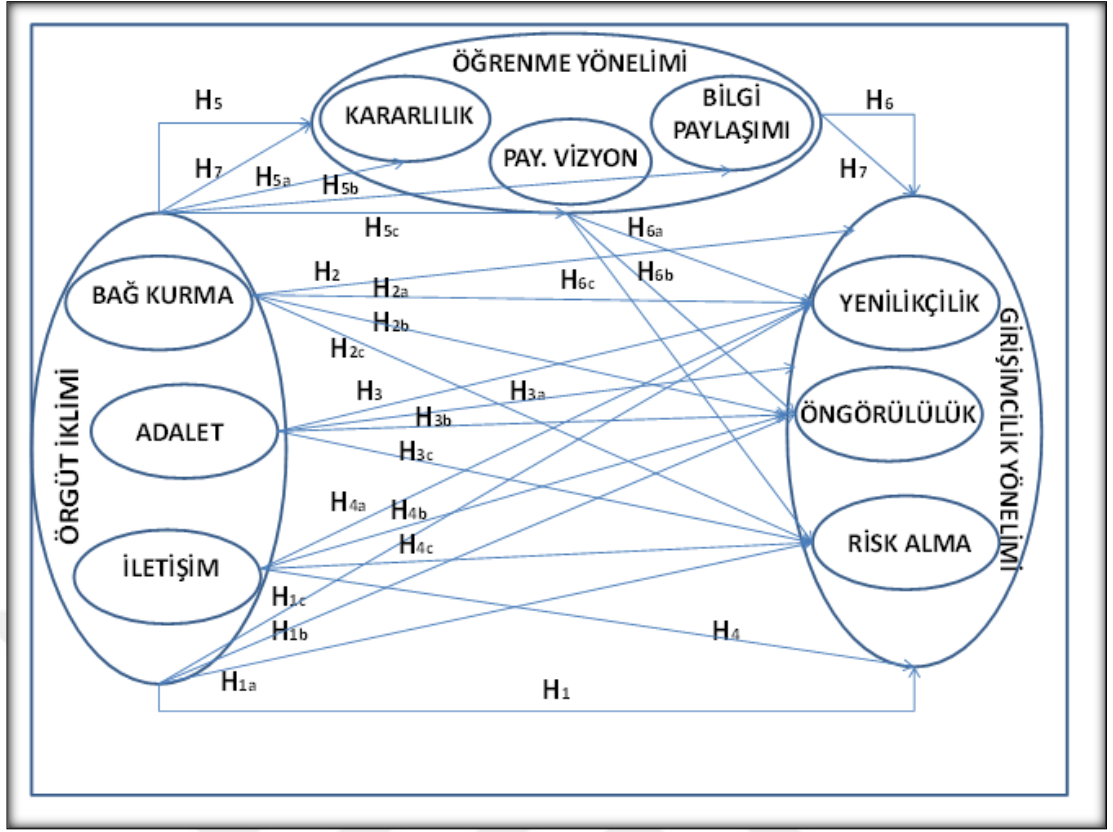 ÖĞRENME YÖNELİMİ
KARARLILIK
BİLGİ
PAYLAŞIMI
PAY. VİZYON
H5
H6
H7
H5a
H5b
H7
H5c
H6a
H2
H6c
H6b
BAĞ KURMA
H2a
YENİLİKÇİLİK
H2b
H2c
ÖRGÜT İKLİMİ
GİRİŞİMCİLİK YÖNELİMİ
H3
H3a
ADALET
H3b
ÖNGÖRÜLÜLÜK
H3c
H4a
H4b
H4c
İLETİŞİM
RİSK ALMA
H1c
H1b
H4
H1a
H1